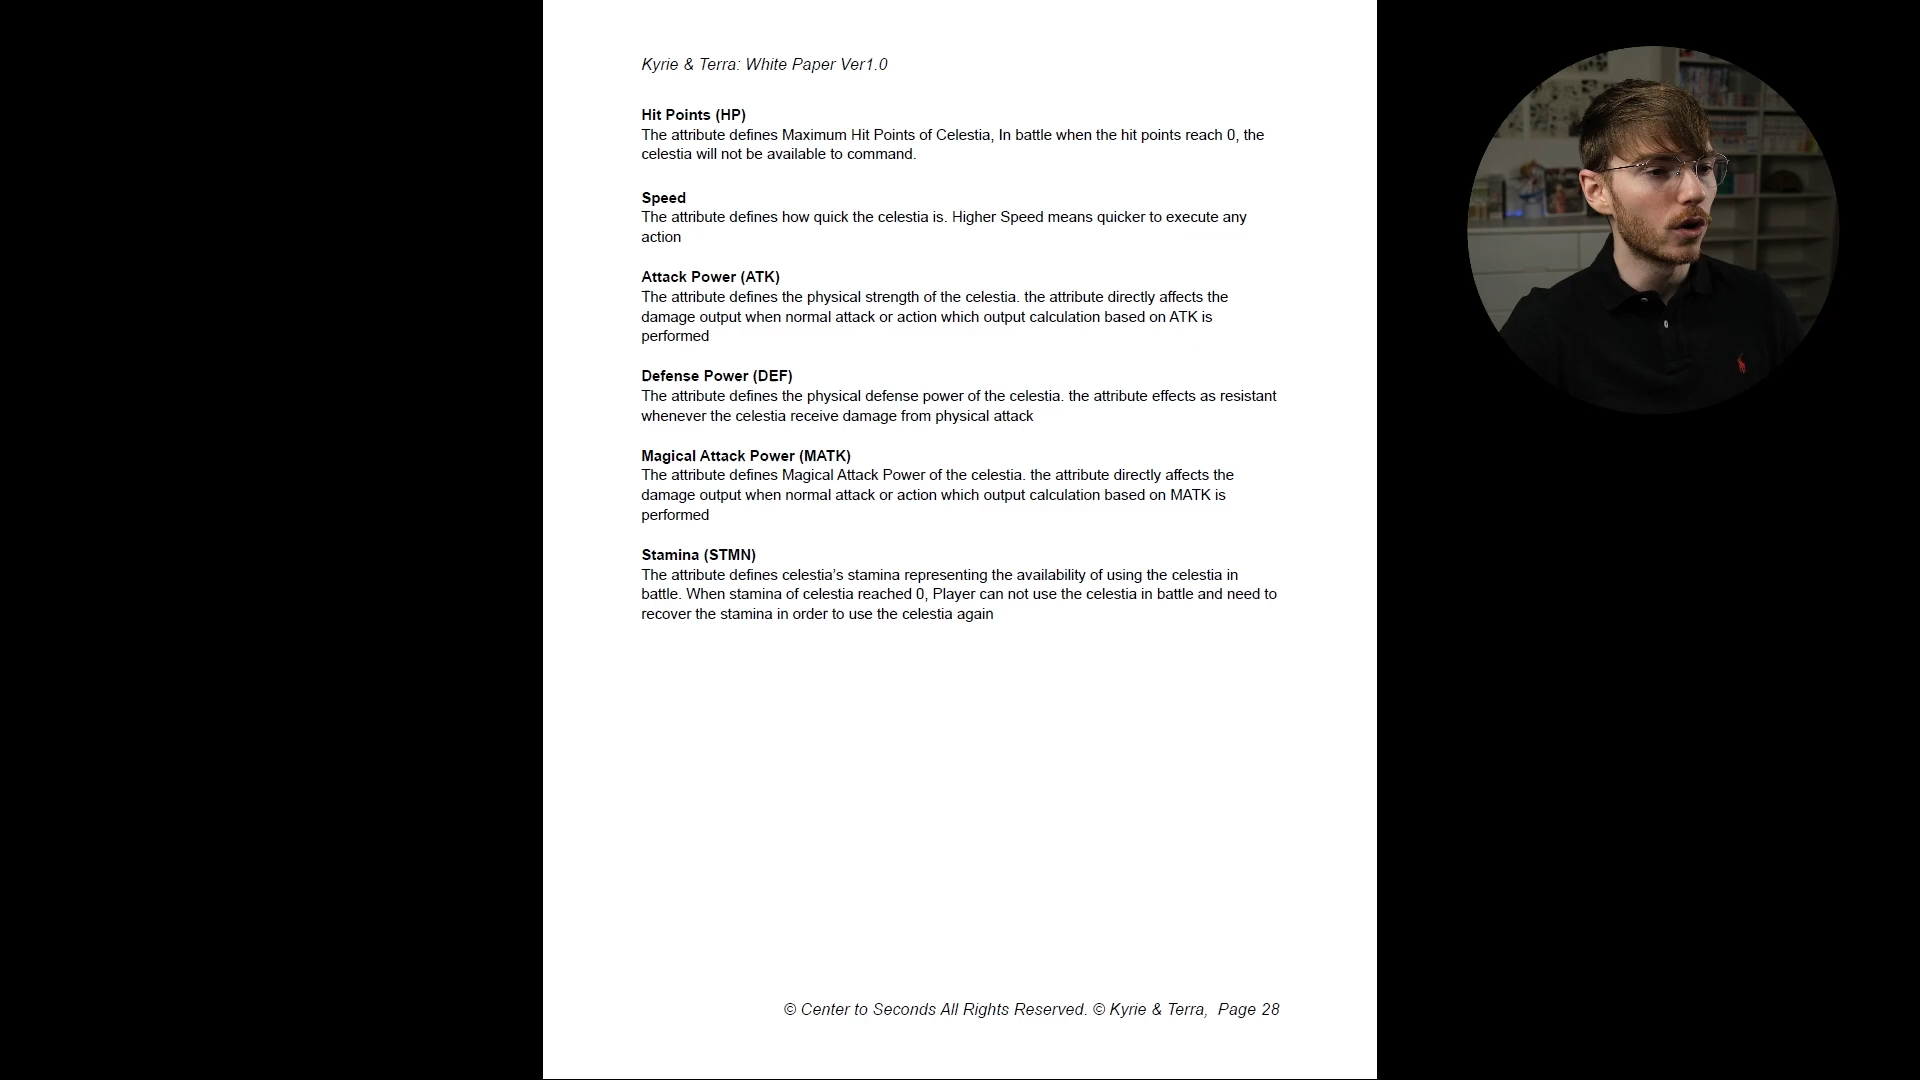 Kyrie & Terra: White Paper Ver1.0
Hit Points (HP)
The attribute defines Maximum Hit Points of Celestia, In battle when the hit points reach 0, the
celestia will not be available to command.
Speed
The attribute defines how quick the celestia is. Higher Speed means quicker to execute any
action
Attack Power (ATK)
The attribute defines the physical strength of the celestia. the attribute directly affects the
damage output when normal attack or action which output calculation based on ATK is
performed
Defense Power (DEF)
The attribute defines the physical defense power of the celestia. the attribute effects as resistant
whenever the celestia receive damage from physical attack
Magical Attack Power (MATK)
The attribute defines Magical Attack Power of the celestia. the attribute directly affects the
damage output when normal attack or action which output calculation based on MATK is
performed
Stamina (STMN)
The attribute defines celestia’s stamina representing the availability of using the celestia in
battle. When stamina of celestia reached 0, Player can not use the celestia in battle and need to
recover the stamina in order to use the celestia again
© Center to Seconds All Rights Reserved. © Kyrie & Terra, Page 28